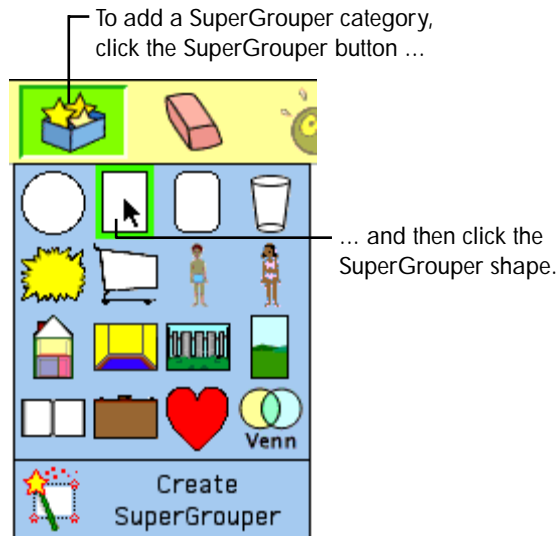 To add a SuperGrouper category,
click the SuperGrouper button ...
... and then click the
SuperGrouper shape.
Venn
Create
SuperGrouper